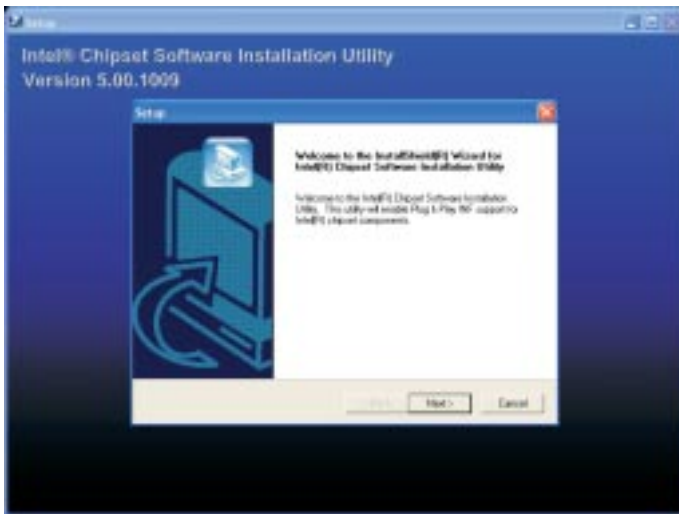 Setup
Intel® Chipset Software Installation Utility
Version 5.00.1009
Setup
Welcome to the InstallShield(R) Wizard for
Intel(R) Chipset Software Installation Utility
Welcome to the Intel(R) Chipset Software Installation
Utility. This utility will enable Plug & Play INF support for
Intel(R) chipset components.
Next >
Cancel